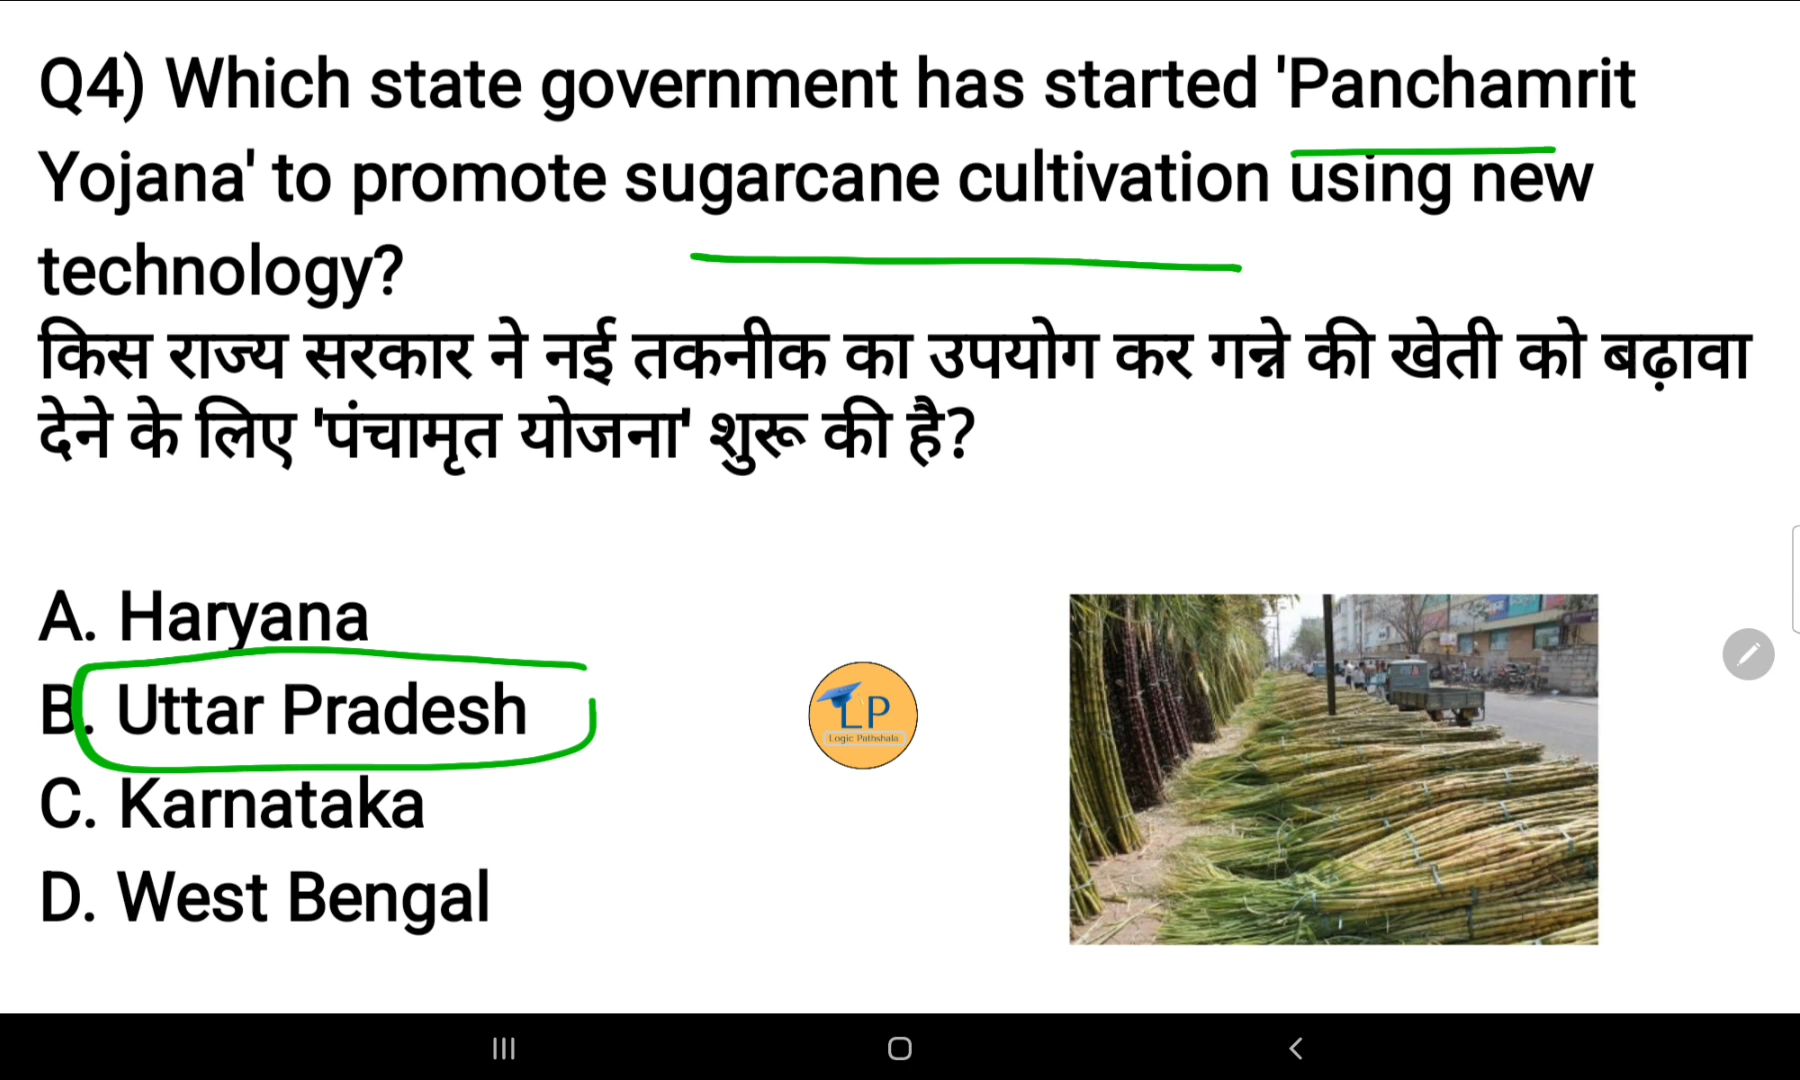 Q4) Which state government has started 'Panchamrit
Yojana' to promote sugarcane cultivation using new
technology?
किस राज्य सरकार ने नई तकनीक का उपयोग कर गन्ने की खेती को बढ़ावा
देने के लिए 'पंचामृत योजना' शुरू की है?
A. Haryana
B. Uttar Pradesh
C. Karnataka
D. West Bengal
LP
Logic Pathshala